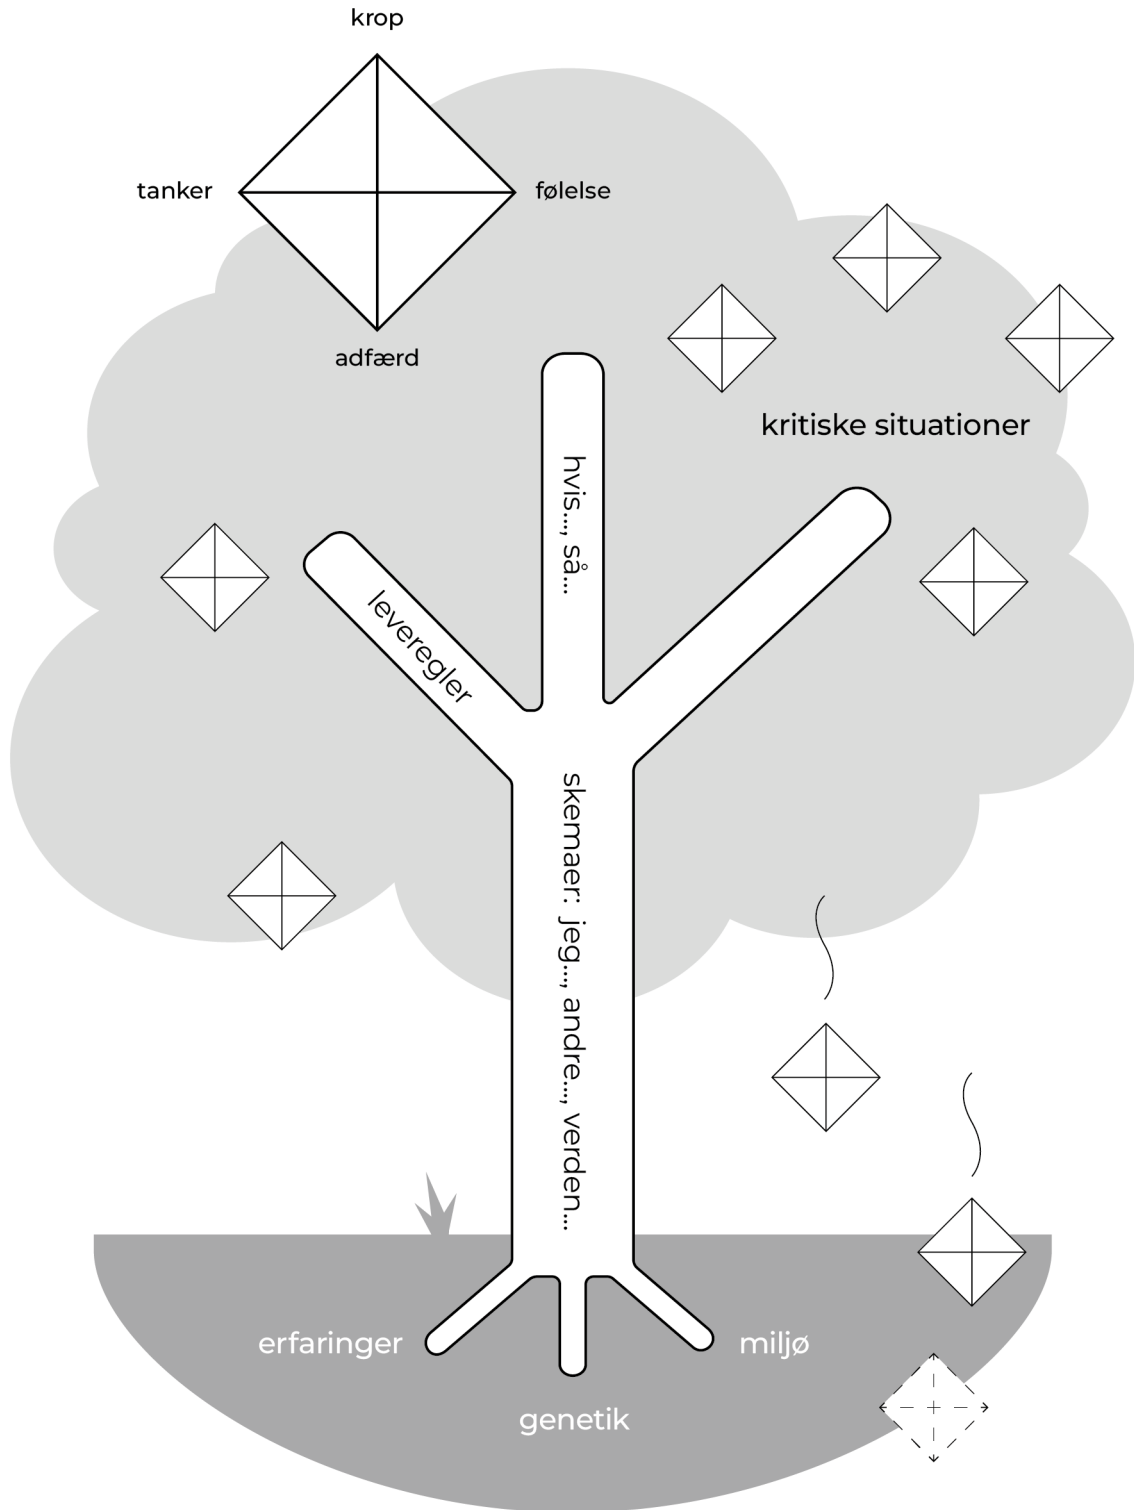 krop
tanker
følelse
adfærd
kritiske situationer
hvis..., så...
leveregler
skemaer: jeg..., andre..., verden...
erfaringer
miljø
genetik